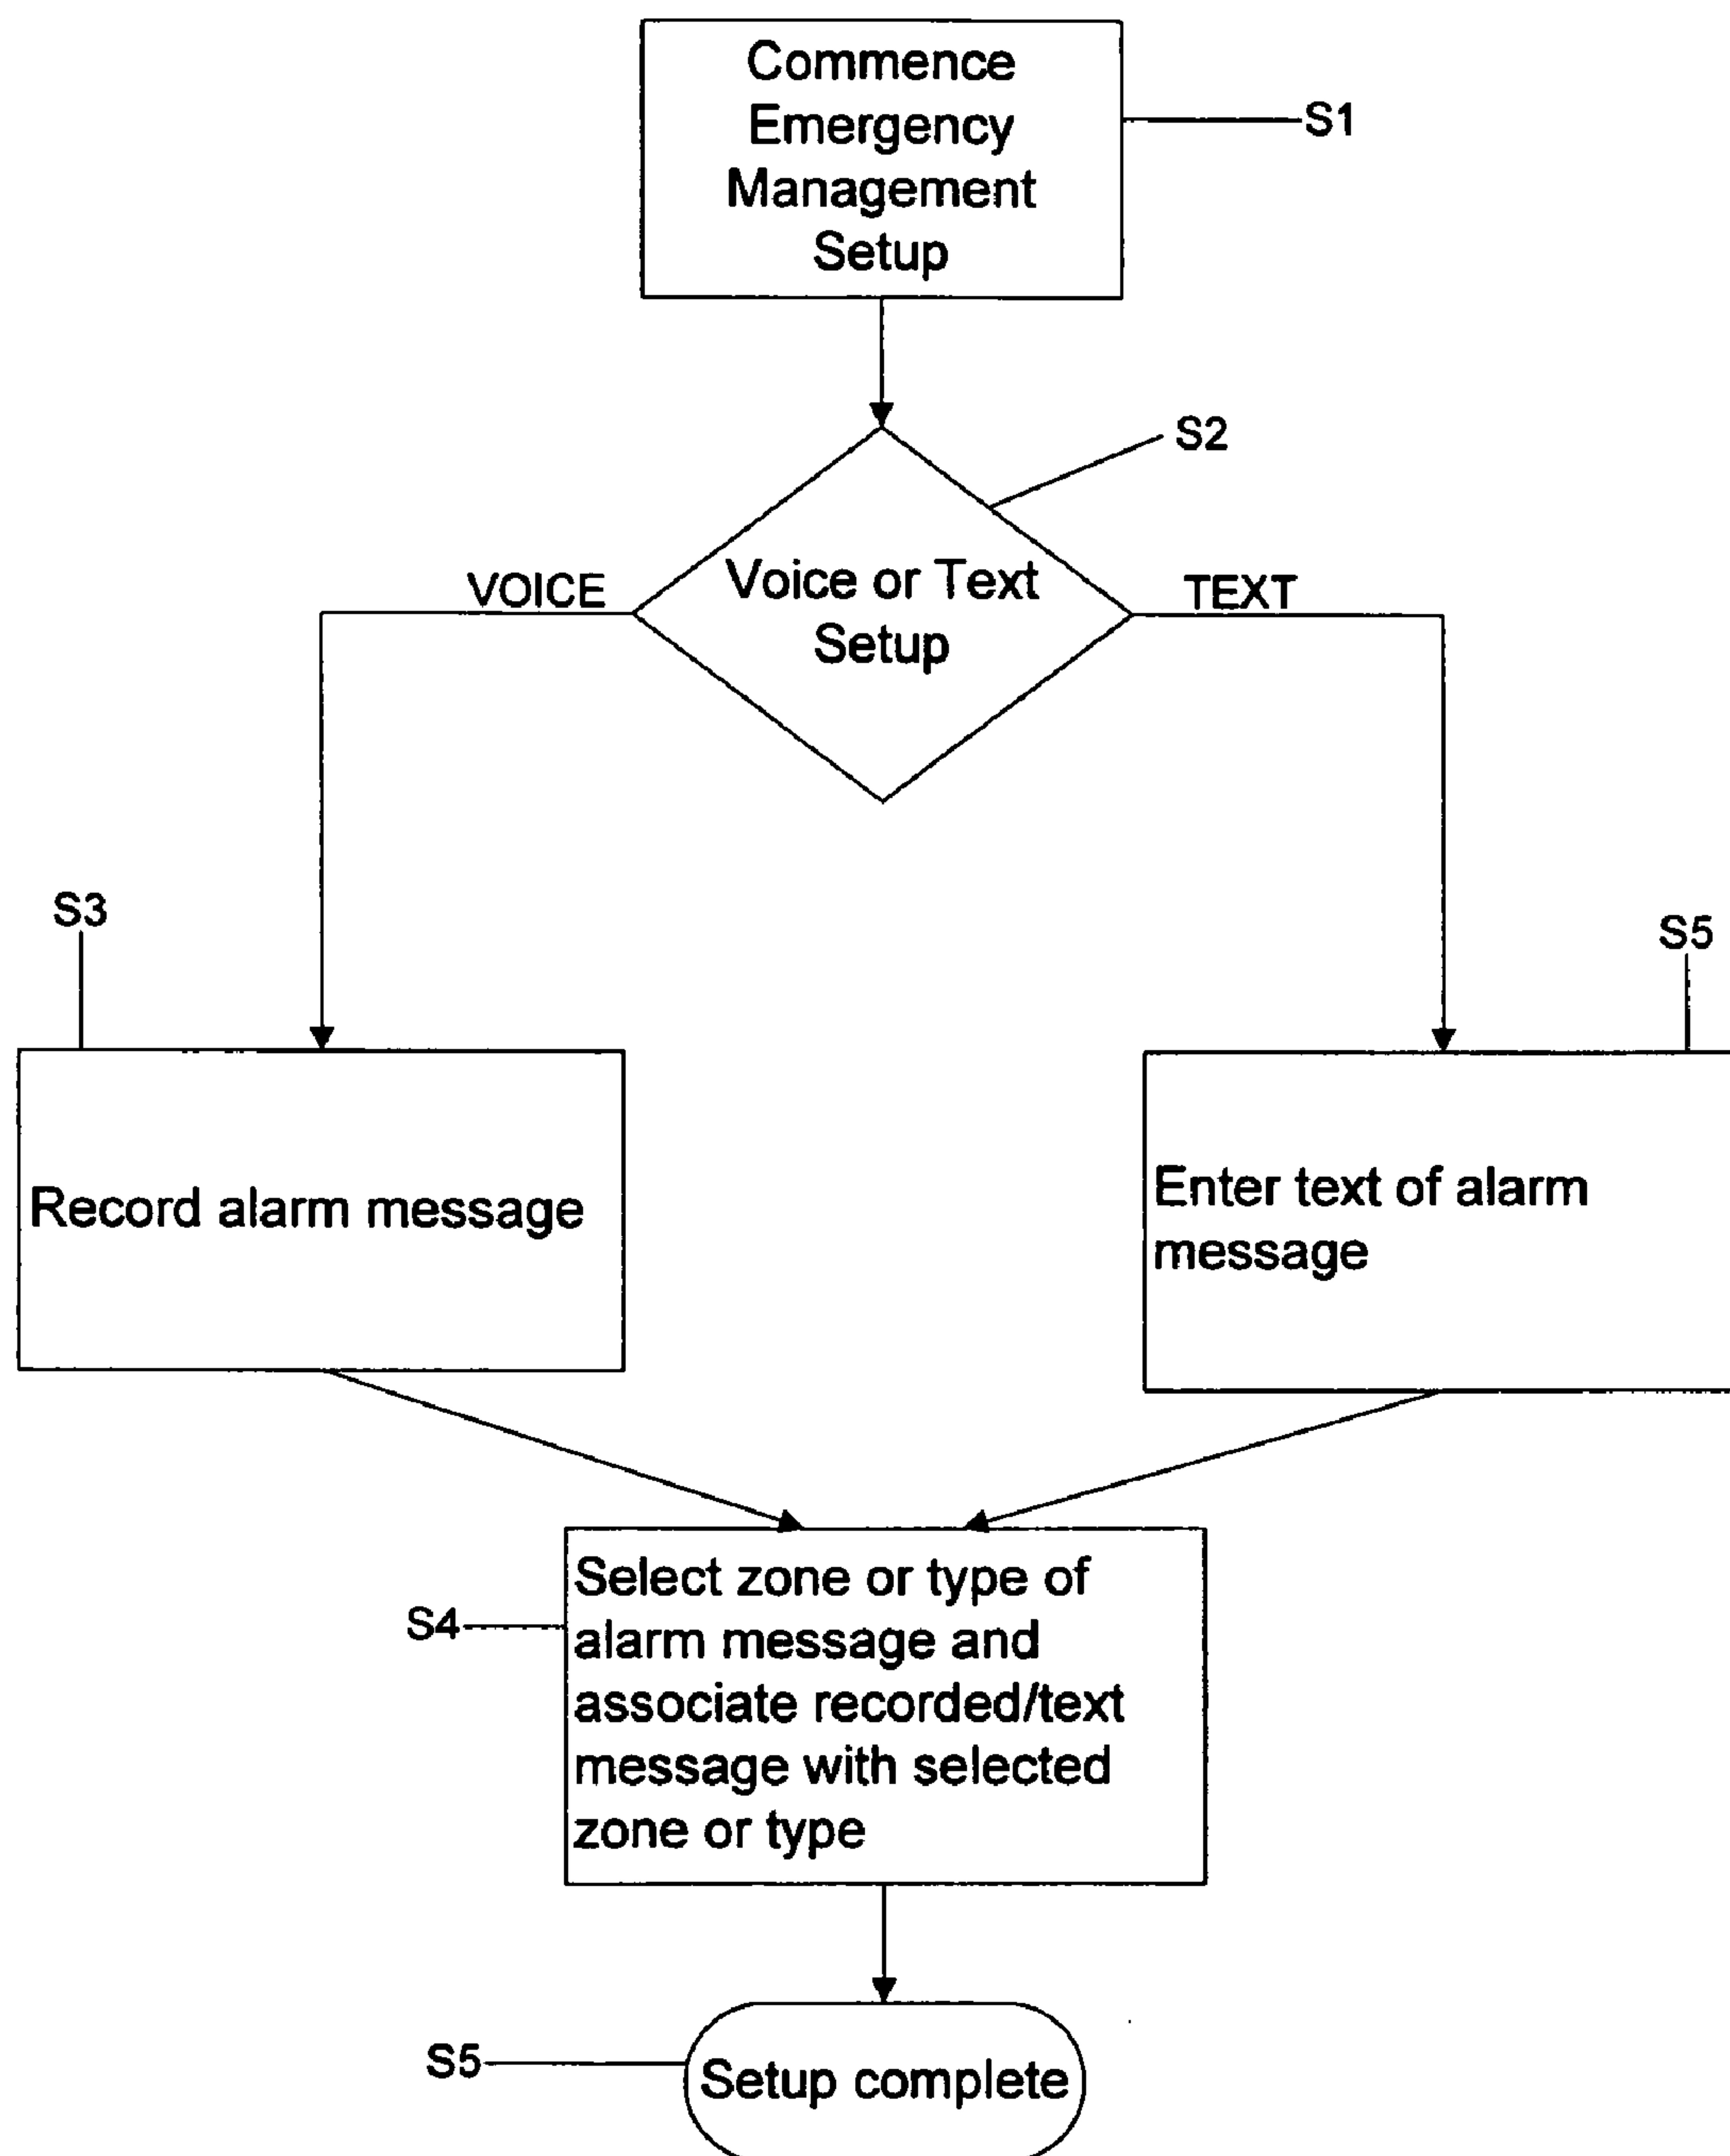 Commence
Emergency
Management
Setup
S1
S2
VOICE
Voice or Text
Setup
TEXT
S3
S5
Record alarm message
Enter text of alarm
message
S4
Select zone or type of
alarm message and
associate recorded/text
message with selected
zone or type
S5
Setup complete